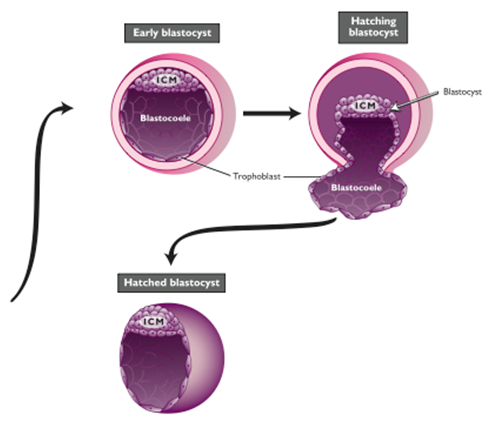 Early blastocyst
ICM
Blastocoele
Hatching
blastocyst
ICM
Blastocyst
Trophoblast
Blastocoele
Hatched blastocyst
ICM